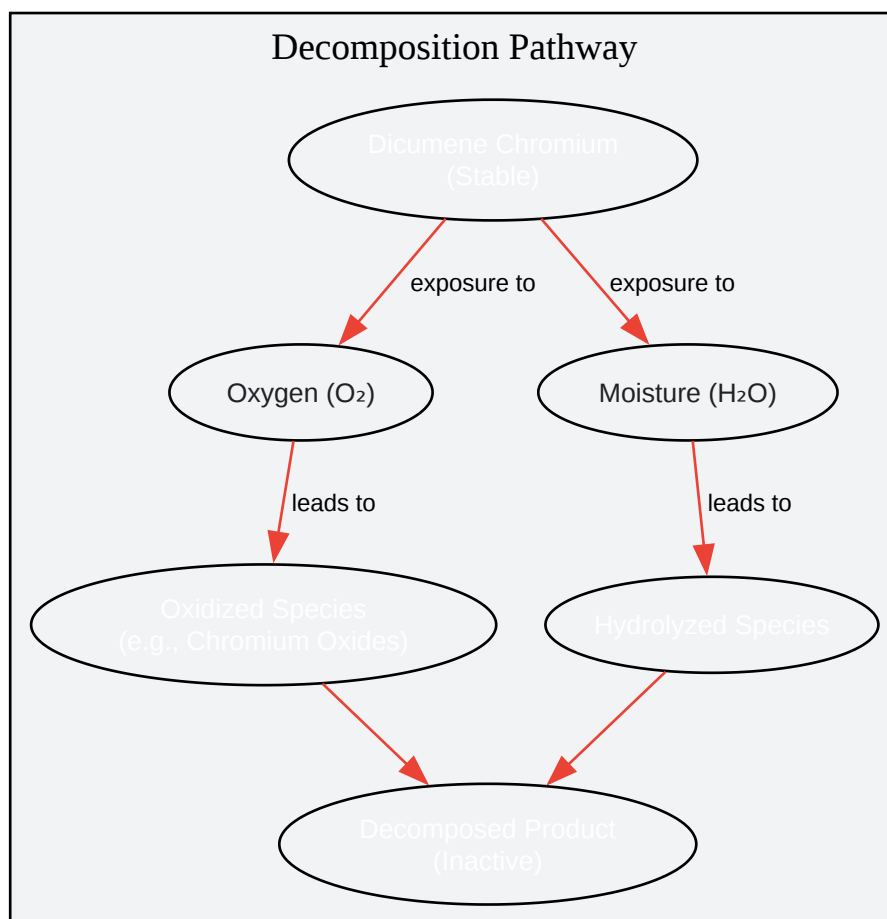 Decomposition Pathway
Dicumene Chromium
(Stable)
exposure to
exposure to
Oxygen (O₂)
Moisture (H₂O)
leads to
leads to
Oxidized Species
(e.g., Chromium Oxides)
Hydrolyzed Species
Decomposed Product
(Inactive)